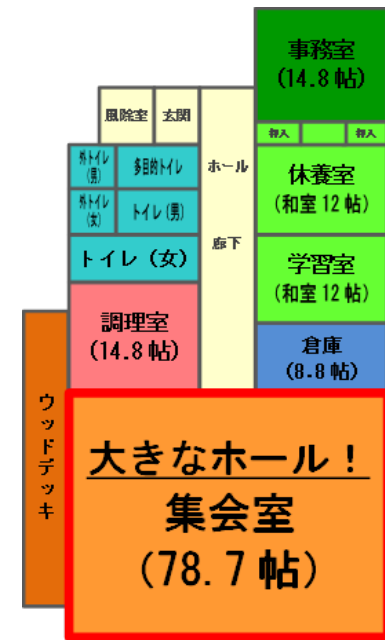 事務室
(14.8 帖)
風除室
玄関
押入
押入
外トイレ
(男)
多目的トイレ
ホール
休養室
(和室 12 帖)
外トイレ
(女)
トイレ（男）
廊下
トイレ（女）
学習室
(和室 12 帖)
調理室
(14.8 帖)
倉庫
(8.8 帖)
ウッドデッキ
大きなホール！
集会室
(78.7 帖)